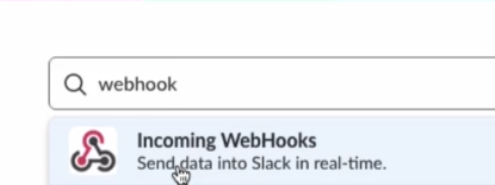 webhook
Incoming WebHooks
Send data into Slack in real-time.